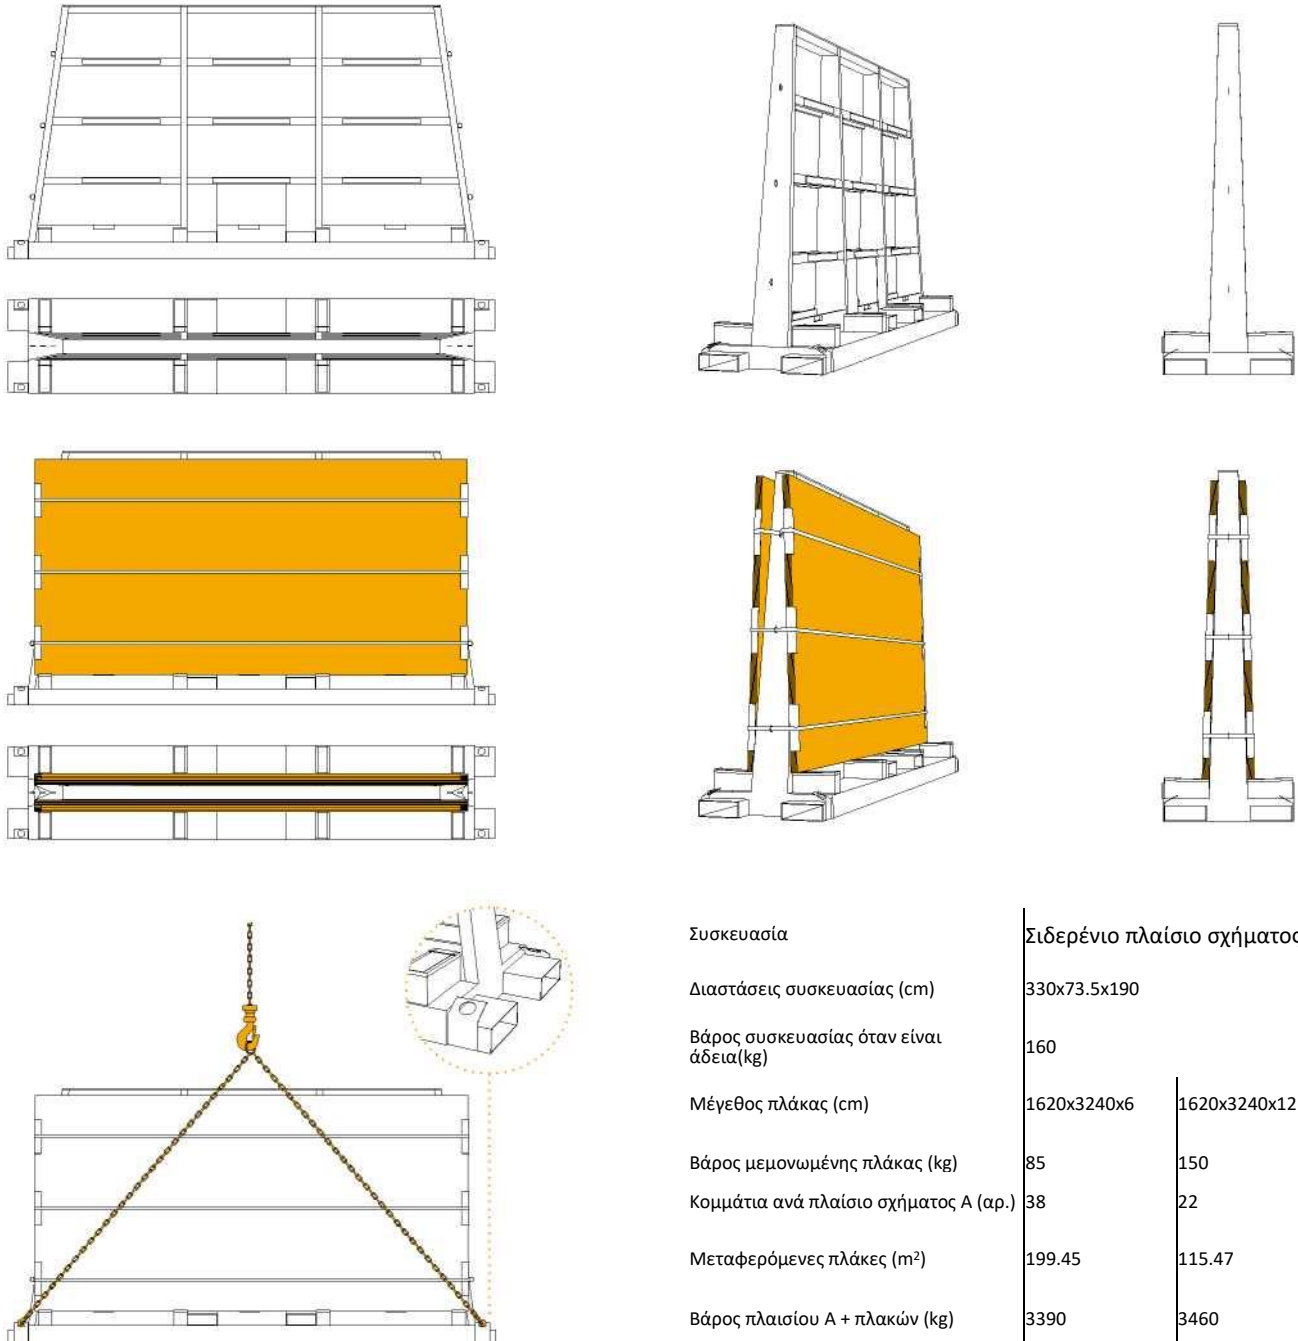 Συσκευασία Σιδερένιο πλαίσιο σχήματος
Διαστάσεις συσκευασίας (cm) 330x73.5x190
Βάρος συσκευασίας όταν είναι
άδεια(kg) 160
Μέγεθος πλάκας (cm) 1620x3240x6 1620x3240x12
Βάρος μεμονωμένης πλάκας (kg) 85 150
Κομμάτια ανά πλαίσιο σχήματος Α (αρ.) 38 22
Μεταφερόμενες πλάκες (m²) 199.45 115.47
Βάρος πλαισίου Α + πλακών (kg) 3390 3460